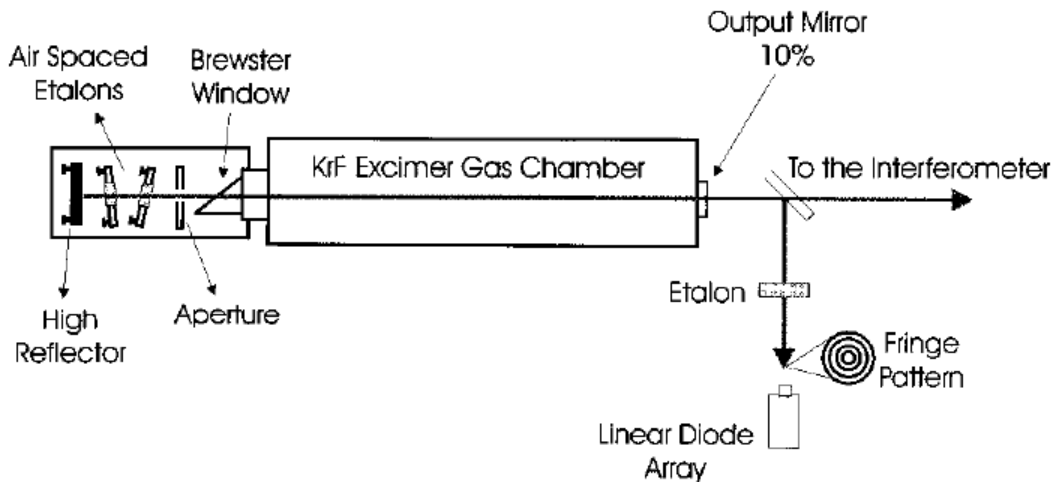 Output Mirror
10%
Air Spaced
Etalons
Brewster
Window
KrF Excimer Gas Chamber
To the Interferometer
High
Reflector
Aperture
Etalon
Fringe
Pattern
Linear Diode
Array